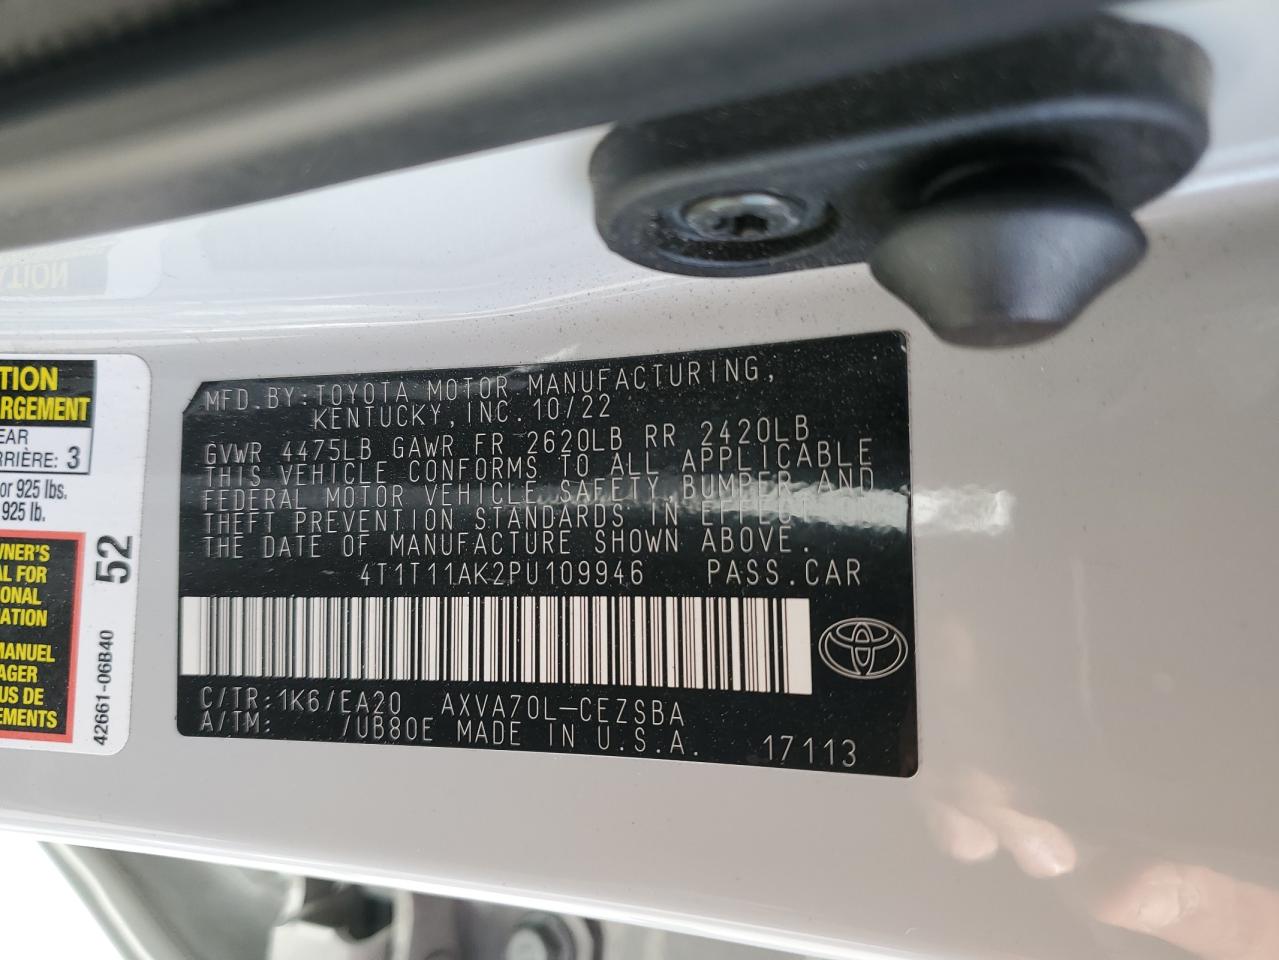 MFD.BY:TOYOTA MOTOR MANUFACTURING,
KENTUCKY, INC.10/22
GVWR 4475LB GAWR FR 2620LB RR 2420LB
THIS VEHICLE CONFORMS TO ALL APPLICABLE
FEDERAL MOTOR VEHICLE SAFETY,BUMPER AND
THEFT PREVENTION STANDARDS IN EFFECT ON
THE DATE OF MANUFACTURE SHOWN ABOVE.
4T1T11AK2PU109946 PASS.CAR
C/TR:1K6/EA20 AXVA70L-CEZSBA
A/TM: /UB80E MADE IN U.S.A. 17113
TION
ARGEMENT
EAR
RRIÈRE: 3
or 925 lbs.
925 lb.
WNER'S
AL FOR
IONAL
ATION
MANUEL
AGER
US DE
EMENTS
52
42661-06B40
ATION